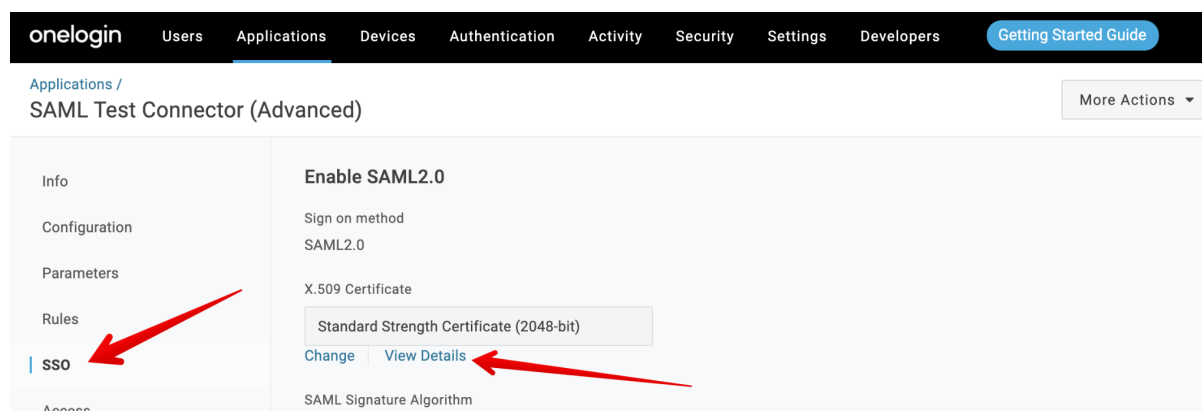 onelogin Users Applications Devices Authentication Activity Security Settings Developers Getting Started Guide
Applications /
SAML Test Connector (Advanced)
More Actions
Info
Configuration
Parameters
Rules
SSO
Access
Enable SAML2.0
Sign on method
SAML2.0
X.509 Certificate
Standard Strength Certificate (2048-bit)
Change View Details
SAML Signature Algorithm